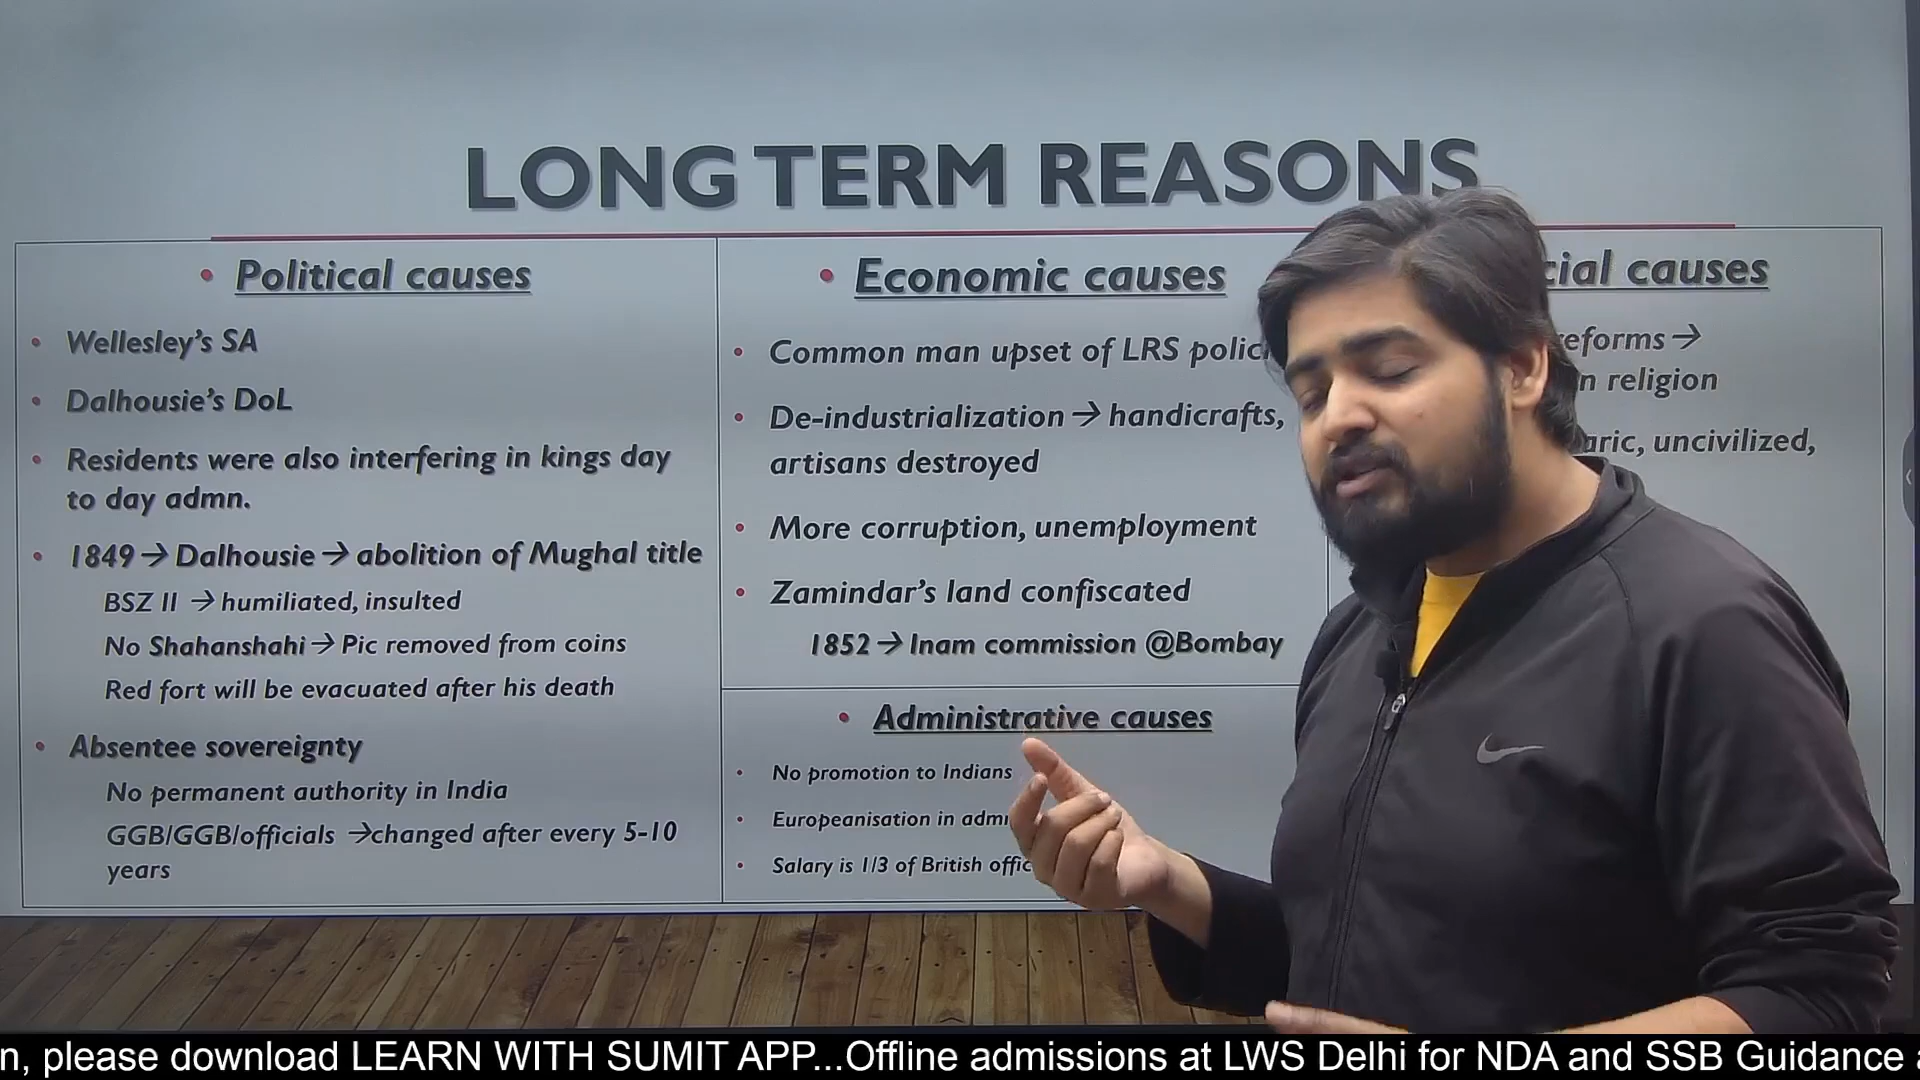 LONG TERM REASONS
• Political causes
• Wellesley's SA
• Dalhousie's DoL
• Residents were also interfering in kings day
to day admn.
• 1849→Dalhousie→abolition of Mughal title
BSZ II →humiliated, insulted
No Shahanshahi→Pic removed from coins
Red fort will be evacuated after his death
• Absentee sovereignty
No permanent authority in India
GGB/GGB/officials →changed after every 5-10
years
• Economic causes
• Common man upset of LRS
• De-industrialization→handicrafts,
artisans destroyed
• More corruption, unemployment
• Zamindar's land confiscated
1852→Inam commission @Bombay
• Administrative causes
• No promotion to Indians
• Europeanisation in
• Salary is 1/3 of British
causes
→
religion
uncivilized,
please download LEARN WITH SUMIT APP...Offline admissions at LWS Delhi for NDA and SSB Guidance